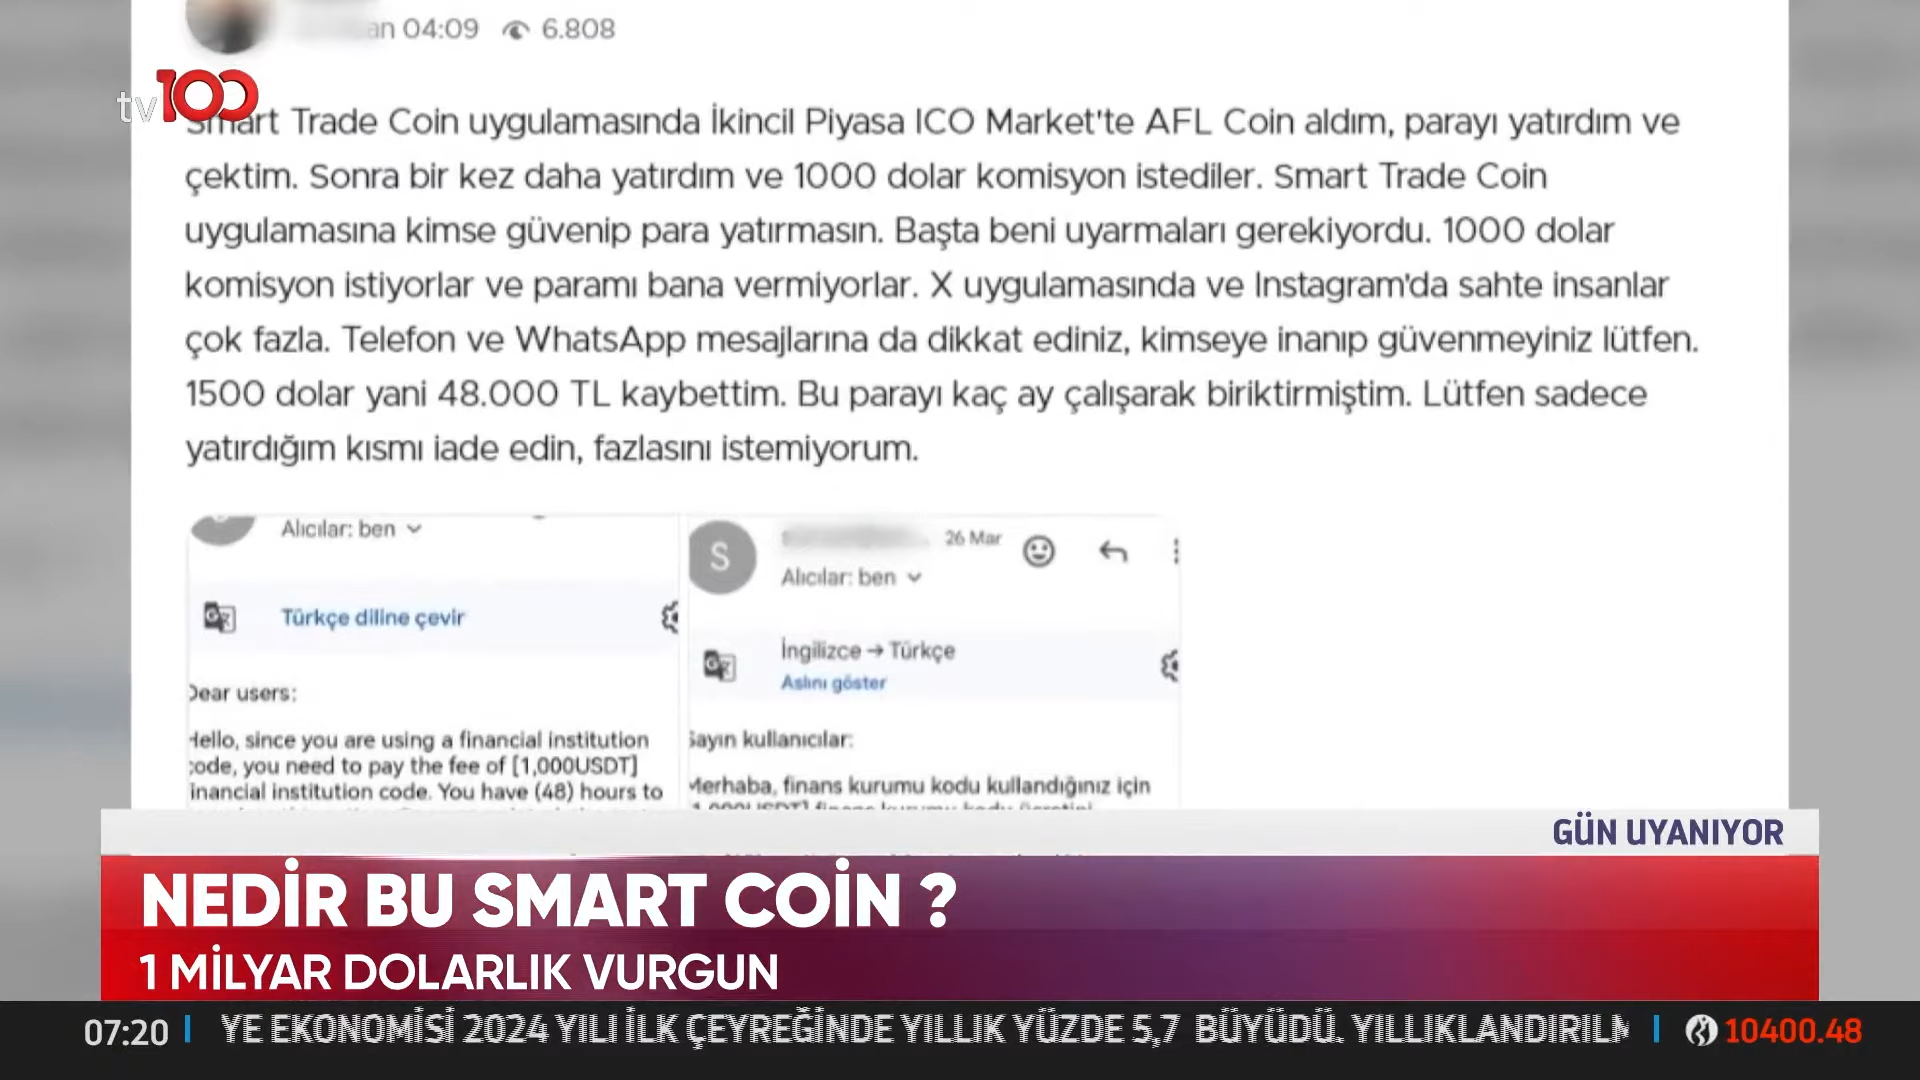 an 04:09 6.808
tv100
Smart Trade Coin uygulamasında İkincil Piyasa ICO Market'te AFL Coin aldım, parayı yatırdım ve
çektim. Sonra bir kez daha yatırdım ve 1000 dolar komisyon istediler. Smart Trade Coin
uygulamasına kimse güvenip para yatırmasın. Başta beni uyarmaları gerekiyordu. 1000 dolar
komisyon istiyorlar ve paramı bana vermiyorlar. X uygulamasında ve Instagram'da sahte insanlar
çok fazla. Telefon ve WhatsApp mesajlarına da dikkat ediniz, kimseye inanıp güvenmeyiniz lütfen.
1500 dolar yani 48.000 TL kaybettim. Bu parayı kaç ay çalışarak biriktirmiştim. Lütfen sadece
yatırdığım kısmı iade edin, fazlasını istemiyorum.
Alıcılar: ben
Türkçe diline çevir
Dear users:
Hello, since you are using a financial institution
code, you need to pay the fee of [1,000USDT]
financial institution code. You have (48) hours to
S 26 Mar
Alıcılar: ben
İngilizce → Türkçe
Aslını göster
Sayın kullanıcılar:
Merhaba, finans kurumu kodu kullandığınız için
GÜN UYANIYOR
NEDİR BU SMART COİN ?
1 MİLYAR DOLARLIK VURGUN
07:20 YE EKONOMİSİ 2024 YILI İLK ÇEYREĞİNDE YILLIK YÜZDE 5,7 BÜYÜDÜ. YILLIKLANDIRILM 10400.48